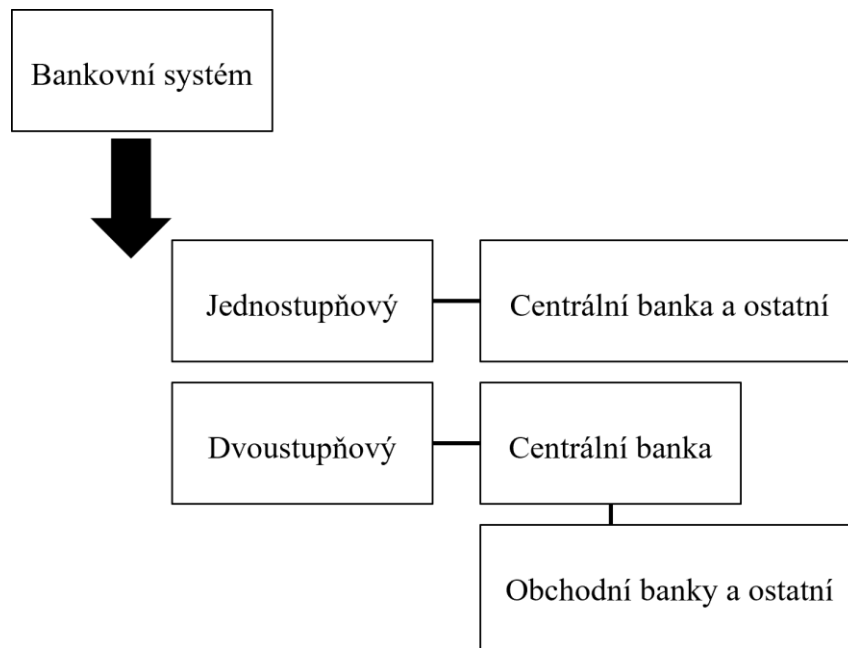 Bankovní systém
Jednostupňový
Centrální banka a ostatní
Dvoustupňový
Centrální banka
Obchodní banky a ostatní